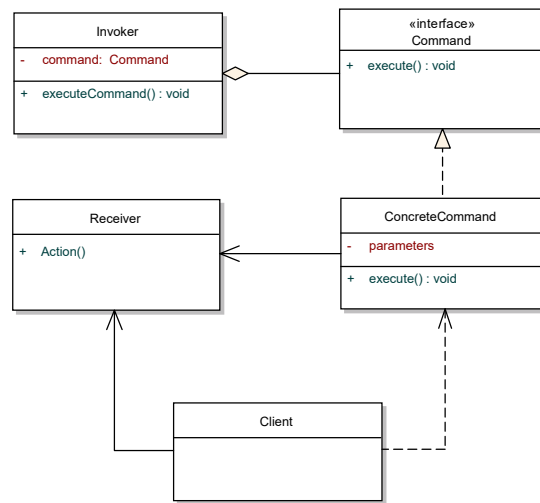 Invoker
- command: Command
+ executeCommand() : void
«interface»
Command
+ execute() : void
Receiver
+ Action()
ConcreteCommand
- parameters
+ execute() : void
Client